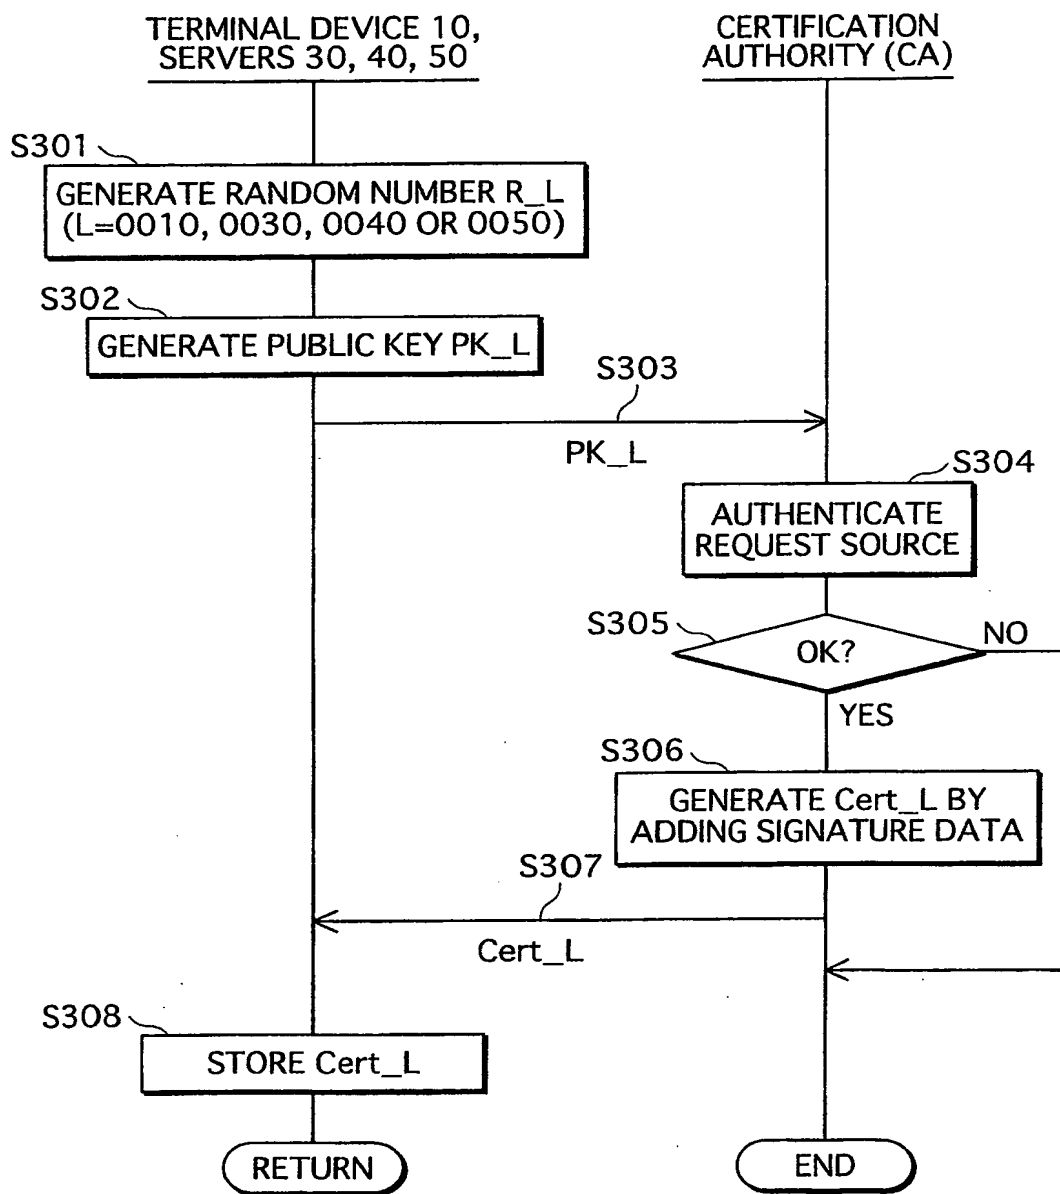 TERMINAL DEVICE 10,
SERVERS 30, 40, 50
CERTIFICATION
AUTHORITY (CA)
S301
GENERATE RANDOM NUMBER R_L
(L=0010, 0030, 0040 OR 0050)
S302
GENERATE PUBLIC KEY PK_L
S303
PK_L
S304
AUTHENTICATE
REQUEST SOURCE
S305
OK?
NO
YES
S306
GENERATE Cert_L BY
ADDING SIGNATURE DATA
S307
Cert_L
S308
STORE Cert_L
RETURN
END